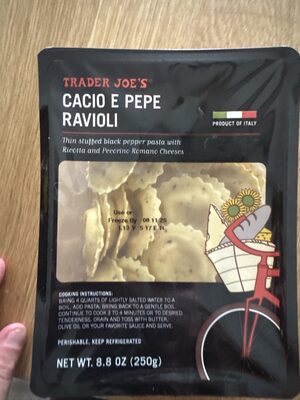 TRADER JOE'S®
CACIO E PEPE
RAVIOLI
PRODUCT OF ITALY
Thin stuffed black pepper pasta with
Ricotta and Pecorino Romano Cheeses
Use or
Freeze By 08 11 25
COOKING INSTRUCTIONS:
BRING 4 QUARTS OF LIGHTLY SALTED WATER TO A
BOIL. ADD PASTA; BRING BACK TO A GENTLE BOIL.
CONTINUE TO COOK 3 TO 4 MINUTES OR TO DESIRED
TENDERNESS. DRAIN AND TOSS WITH BUTTER,
OLIVE OIL OR YOUR FAVORITE SAUCE AND SERVE.
PERISHABLE, KEEP REFRIGERATED
NET WT. 8.8 OZ (250g)